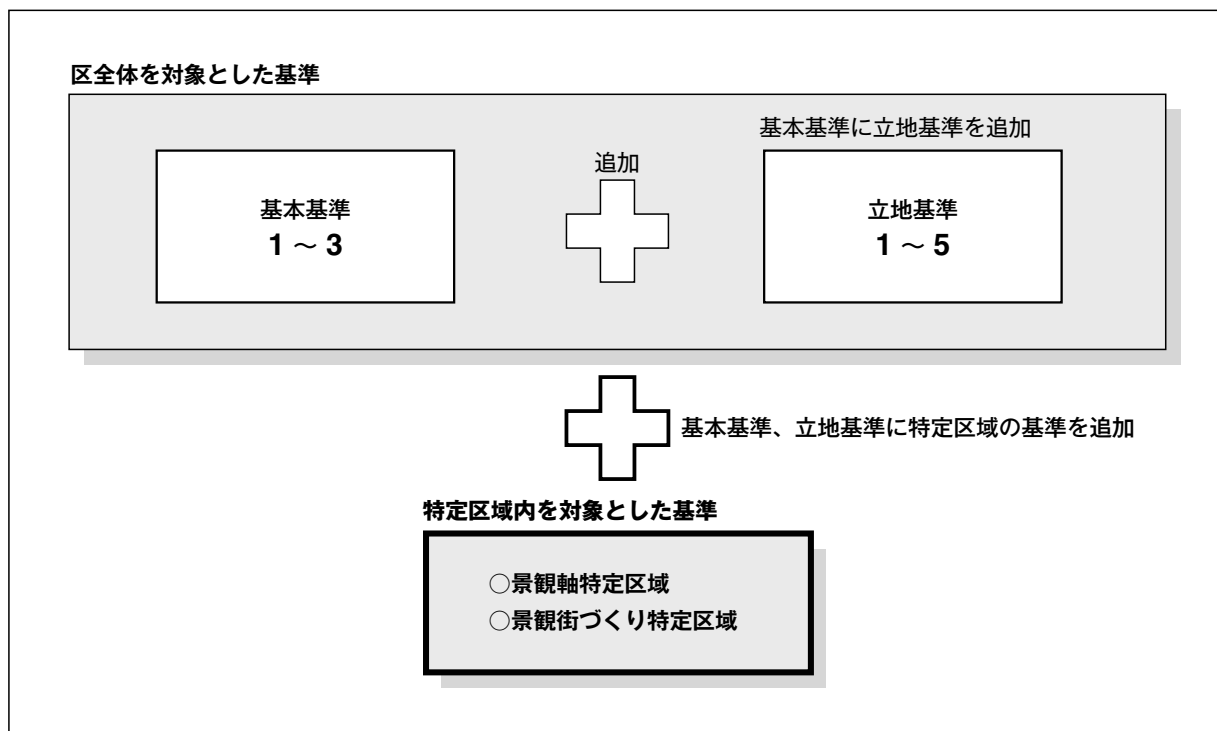 区全体を対象とした基準
基本基準に立地基準を追加
追加
基本基準
1 ～ 3
立地基準
1 ～ 5
基本基準、立地基準に特定区域の基準を追加
特定区域内を対象とした基準
○景観軸特定区域
○景観街づくり特定区域